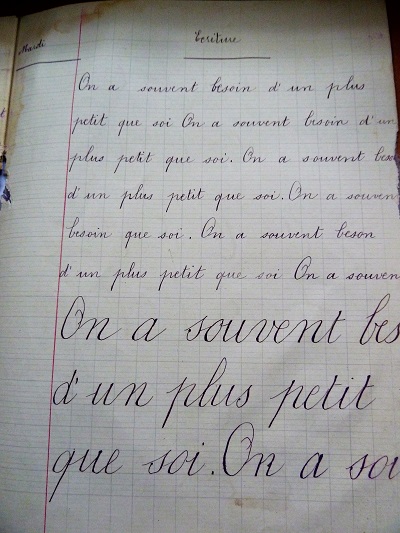 Mardi
Ecriture
On a souvent besoin d'un plus
petit que soi On a souvent besoin d'un
plus petit que soi. On a souvent beso
d'un plus petit que soi. On a souven
besoin que soi. On a souvent beson
d'un plus petit que soi On a souven
On a souvent bes
d'un plus petit
que soi. On a sou